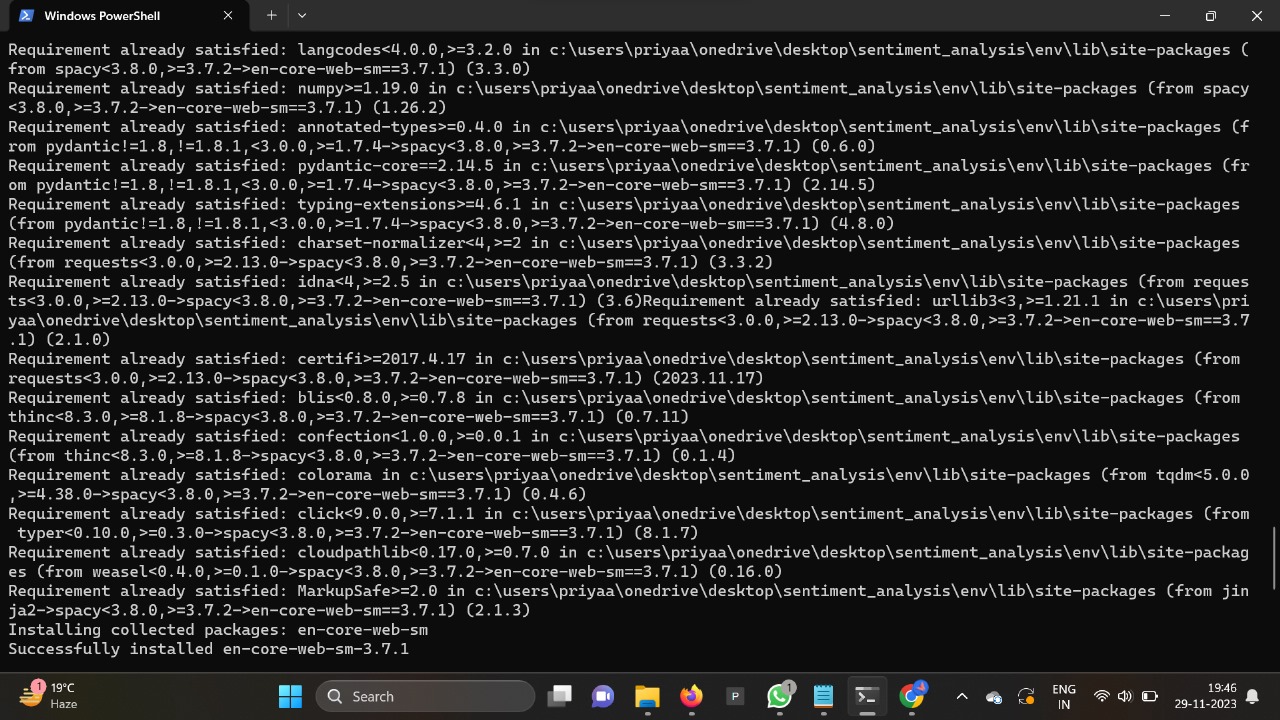 Windows PowerShell
Requirement already satisfied: langcodes<4.0.0,>=3.2.0 in c:\users\priyaa\onedrive\desktop\sentiment_analysis\env\lib\site-packages (
from spacy<3.8.0,>=3.7.2->en-core-web-sm==3.7.1) (3.3.0)
Requirement already satisfied: numpy>=1.19.0 in c:\users\priyaa\onedrive\desktop\sentiment_analysis\env\lib\site-packages (from spacy
<3.8.0,>=3.7.2->en-core-web-sm==3.7.1) (1.26.2)
Requirement already satisfied: annotated-types>=0.4.0 in c:\users\priyaa\onedrive\desktop\sentiment_analysis\env\lib\site-packages (f
rom pydantic!=1.8,!=1.8.1,<3.0.0,>=1.7.4->spacy<3.8.0,>=3.7.2->en-core-web-sm==3.7.1) (0.6.0)
Requirement already satisfied: pydantic-core==2.14.5 in c:\users\priyaa\onedrive\desktop\sentiment_analysis\env\lib\site-packages (fr
om pydantic!=1.8,!=1.8.1,<3.0.0,>=1.7.4->spacy<3.8.0,>=3.7.2->en-core-web-sm==3.7.1) (2.14.5)
Requirement already satisfied: typing-extensions>=4.6.1 in c:\users\priyaa\onedrive\desktop\sentiment_analysis\env\lib\site-packages
(from pydantic!=1.8,!=1.8.1,<3.0.0,>=1.7.4->spacy<3.8.0,>=3.7.2->en-core-web-sm==3.7.1) (4.8.0)
Requirement already satisfied: charset-normalizer<4,>=2 in c:\users\priyaa\onedrive\desktop\sentiment_analysis\env\lib\site-packages
(from requests<3.0.0,>=2.13.0->spacy<3.8.0,>=3.7.2->en-core-web-sm==3.7.1) (3.3.2)
Requirement already satisfied: idna<4,>=2.5 in c:\users\priyaa\onedrive\desktop\sentiment_analysis\env\lib\site-packages (from reques
ts<3.0.0,>=2.13.0->spacy<3.8.0,>=3.7.2->en-core-web-sm==3.7.1) (3.6)Requirement already satisfied: urllib3<3,>=1.21.1 in c:\users\pri
yaa\onedrive\desktop\sentiment_analysis\env\lib\site-packages (from requests<3.0.0,>=2.13.0->spacy<3.8.0,>=3.7.2->en-core-web-sm==3.7
.1) (2.1.0)
Requirement already satisfied: certifi>=2017.4.17 in c:\users\priyaa\onedrive\desktop\sentiment_analysis\env\lib\site-packages (from
requests<3.0.0,>=2.13.0->spacy<3.8.0,>=3.7.2->en-core-web-sm==3.7.1) (2023.11.17)
Requirement already satisfied: blis<0.8.0,>=0.7.8 in c:\users\priyaa\onedrive\desktop\sentiment_analysis\env\lib\site-packages (from
thinc<8.3.0,>=8.1.8->spacy<3.8.0,>=3.7.2->en-core-web-sm==3.7.1) (0.7.11)
Requirement already satisfied: confection<1.0.0,>=0.0.1 in c:\users\priyaa\onedrive\desktop\sentiment_analysis\env\lib\site-packages
(from thinc<8.3.0,>=8.1.8->spacy<3.8.0,>=3.7.2->en-core-web-sm==3.7.1) (0.1.4)
Requirement already satisfied: colorama in c:\users\priyaa\onedrive\desktop\sentiment_analysis\env\lib\site-packages (from tqdm<5.0.0
,>=4.38.0->spacy<3.8.0,>=3.7.2->en-core-web-sm==3.7.1) (0.4.6)
Requirement already satisfied: click<9.0.0,>=7.1.1 in c:\users\priyaa\onedrive\desktop\sentiment_analysis\env\lib\site-packages (from
typer<0.10.0,>=0.3.0->spacy<3.8.0,>=3.7.2->en-core-web-sm==3.7.1) (8.1.7)
Requirement already satisfied: cloudpathlib<0.17.0,>=0.7.0 in c:\users\priyaa\onedrive\desktop\sentiment_analysis\env\lib\site-packag
es (from weasel<0.4.0,>=0.1.0->spacy<3.8.0,>=3.7.2->en-core-web-sm==3.7.1) (0.16.0)
Requirement already satisfied: MarkupSafe>=2.0 in c:\users\priyaa\onedrive\desktop\sentiment_analysis\env\lib\site-packages (from jin
ja2->spacy<3.8.0,>=3.7.2->en-core-web-sm==3.7.1) (2.1.3)
Installing collected packages: en-core-web-sm
Successfully installed en-core-web-sm-3.7.1
1
19°C
Haze
Search
P
1
ENG
IN
19:46
29-11-2023